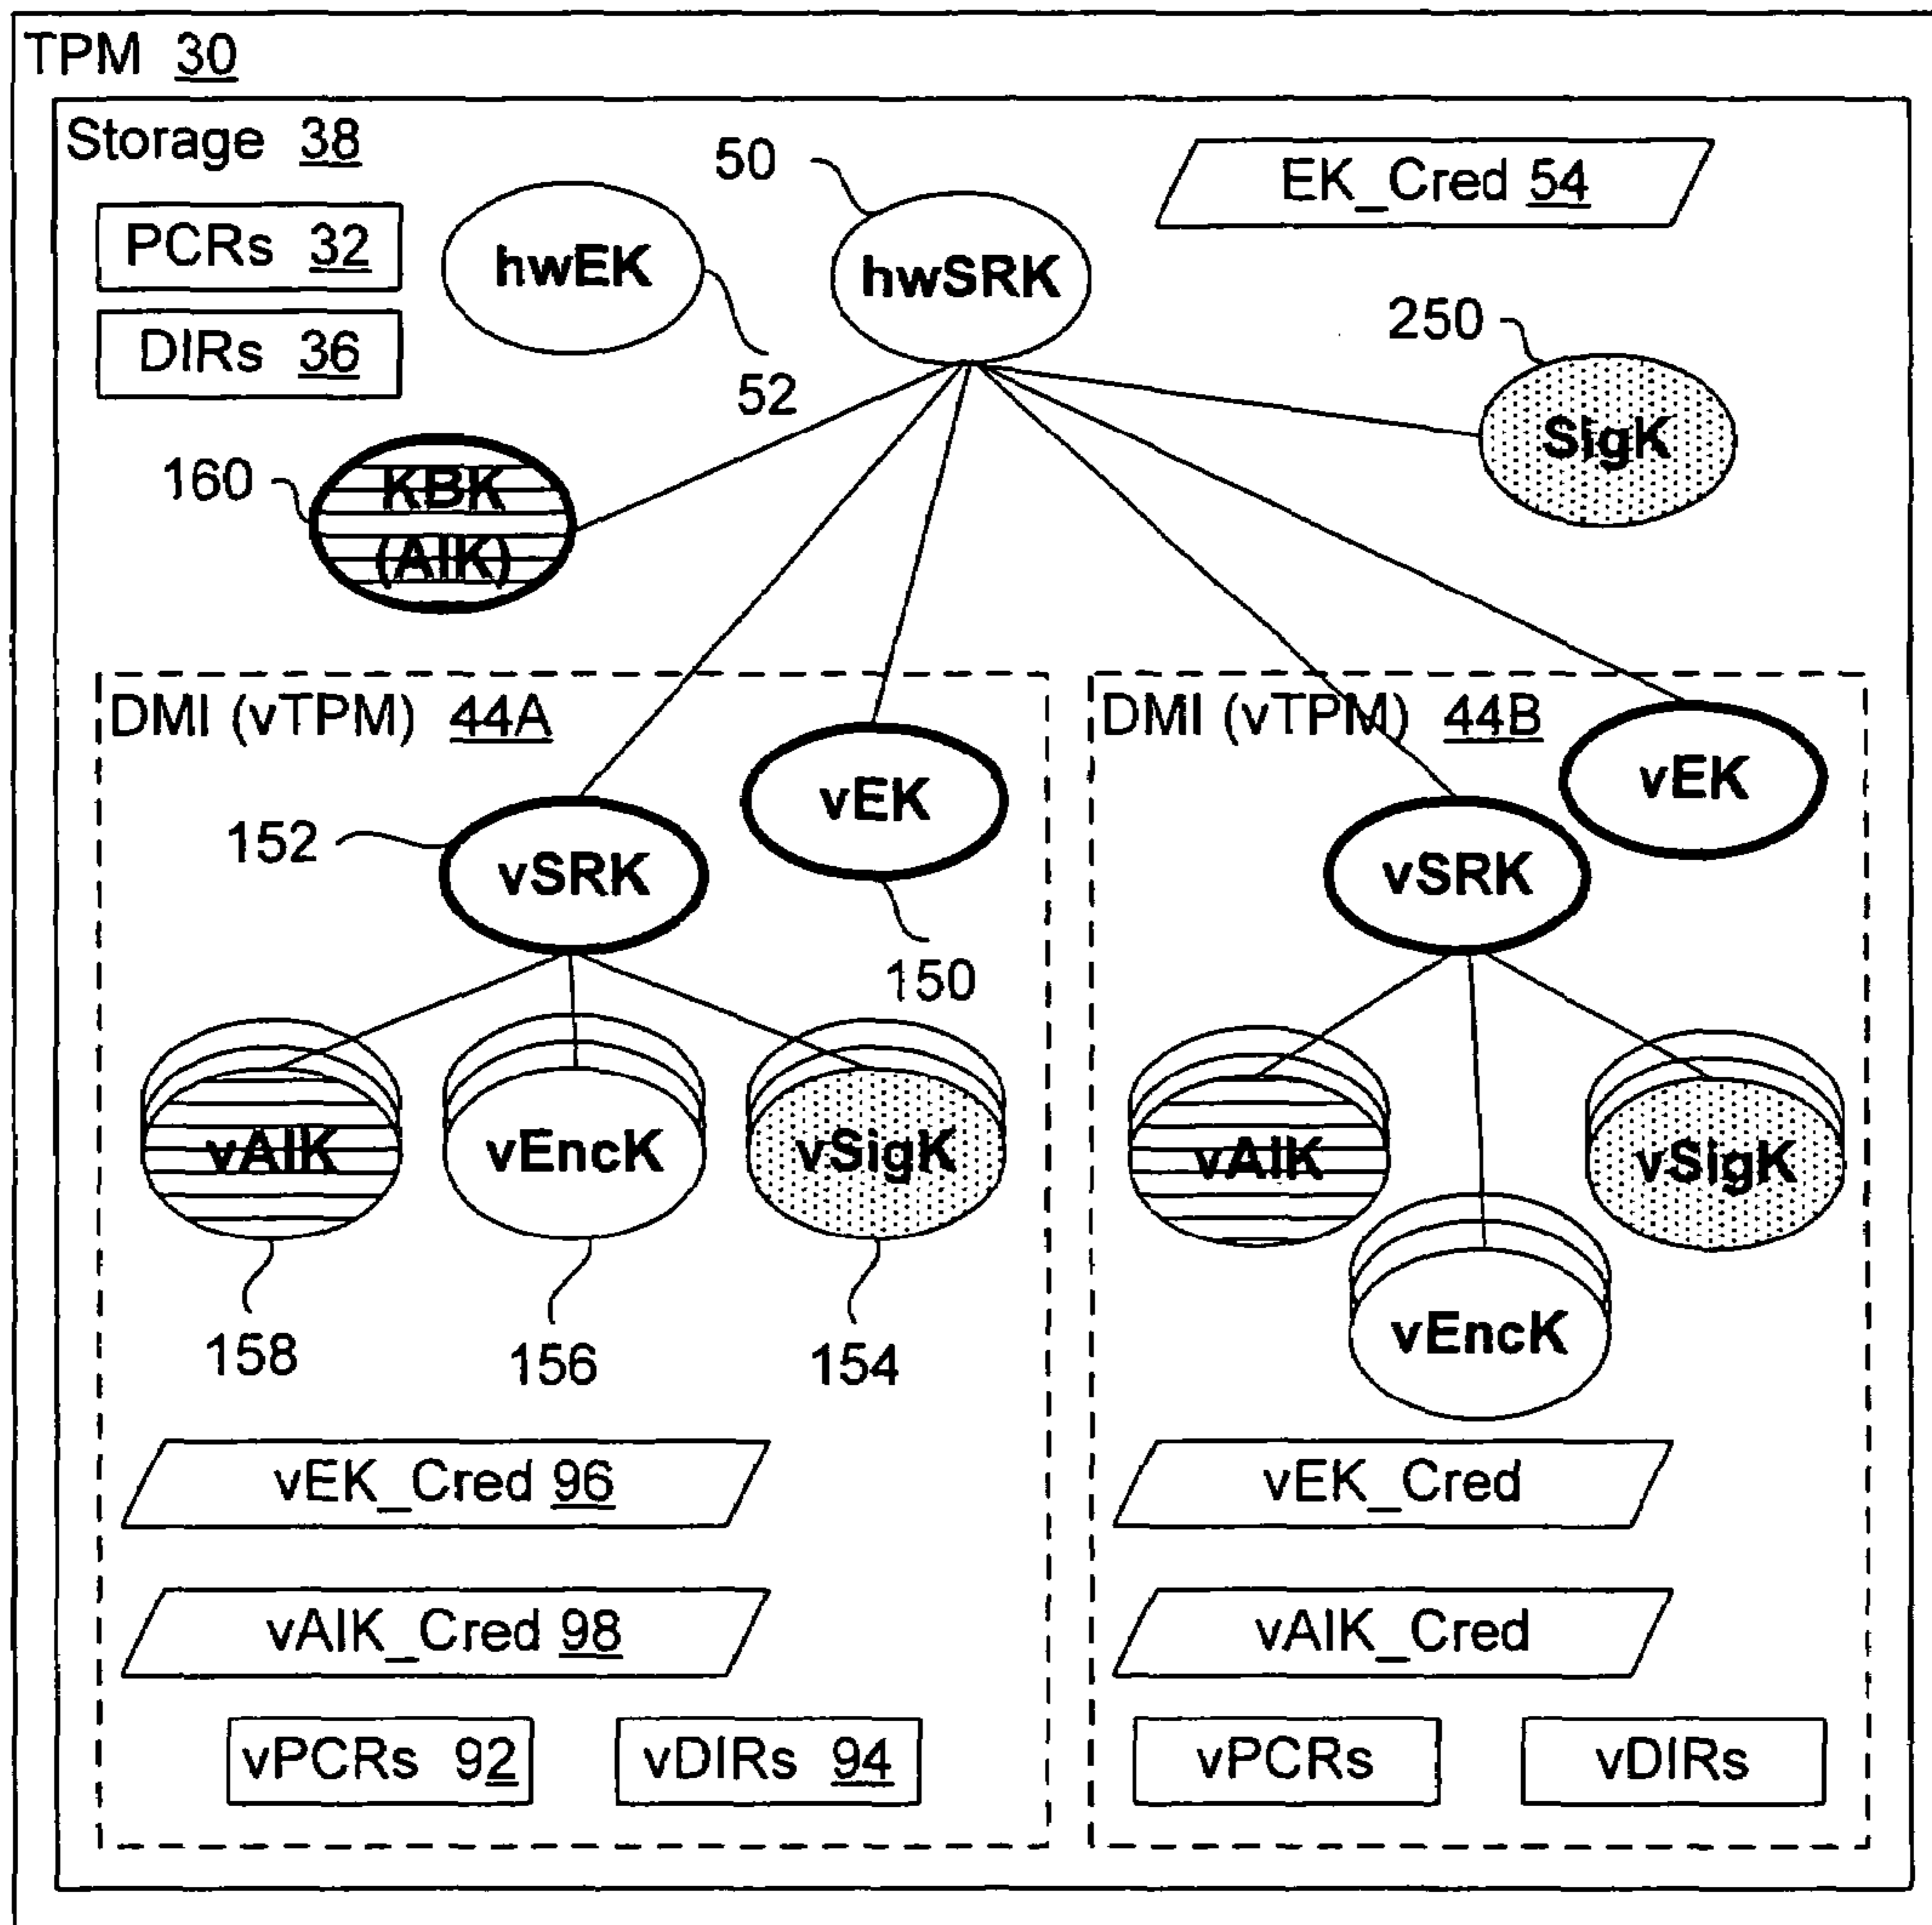 TPM 30
Storage 38
50
EK_Cred 54
PCRs 32
hwEK
hwSRK
DIRs 36
52
250
SigK
160
KBK
(AIK)
DMI (vTPM) 44A
DMI (vTPM) 44B
vEK
vEK
152
vSRK
vSRK
150
vAIK
vEncK
vSigK
vAIK
vSigK
158
156
154
vEncK
vEK_Cred 96
vEK_Cred
vAIK_Cred 98
vAIK_Cred
vPCRs 92
vDIRs 94
vPCRs
vDIRs